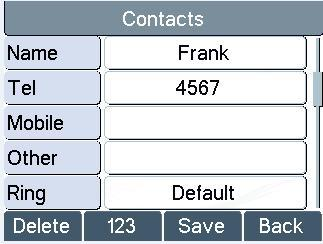 Contacts
Name Frank
Tel 4567
Mobile
Other
Ring Default
Delete 123 Save Back